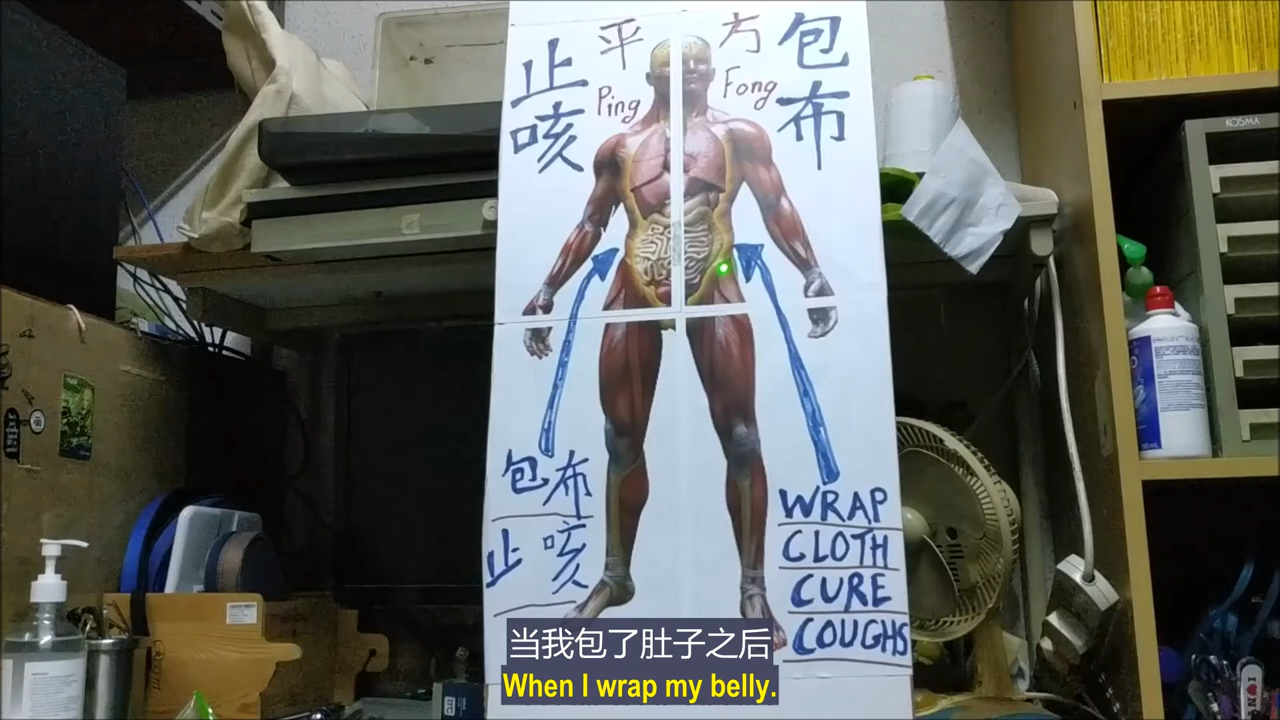 止咳
平
Ping
方
Fong
包布
KOSMA
包布
止咳
WRAP
CLOTH
CURE
COUGHS
当我包了肚子之后
When I wrap my belly.